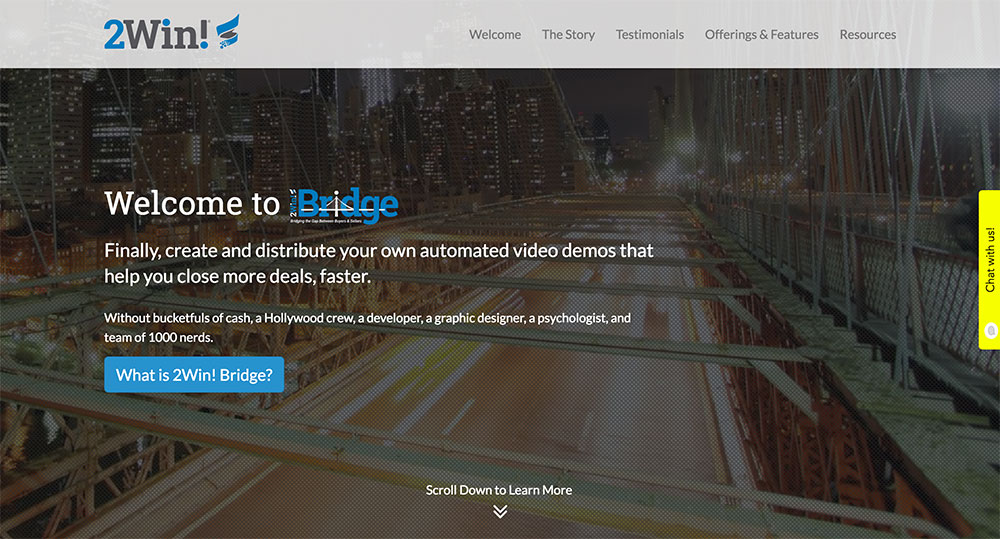 2Win!
Welcome
The Story
Testimonials
Offerings & Features
Resources
Welcome to Bridge
Bridging the Gap Between Buyers & Sellers
Finally, create and distribute your own automated video demos that
help you close more deals, faster.
Without bucketfuls of cash, a Hollywood crew, a developer, a graphic designer, a psychologist, and
team of 1000 nerds.
What is 2Win! Bridge?
Chat with us!
Scroll Down to Learn More